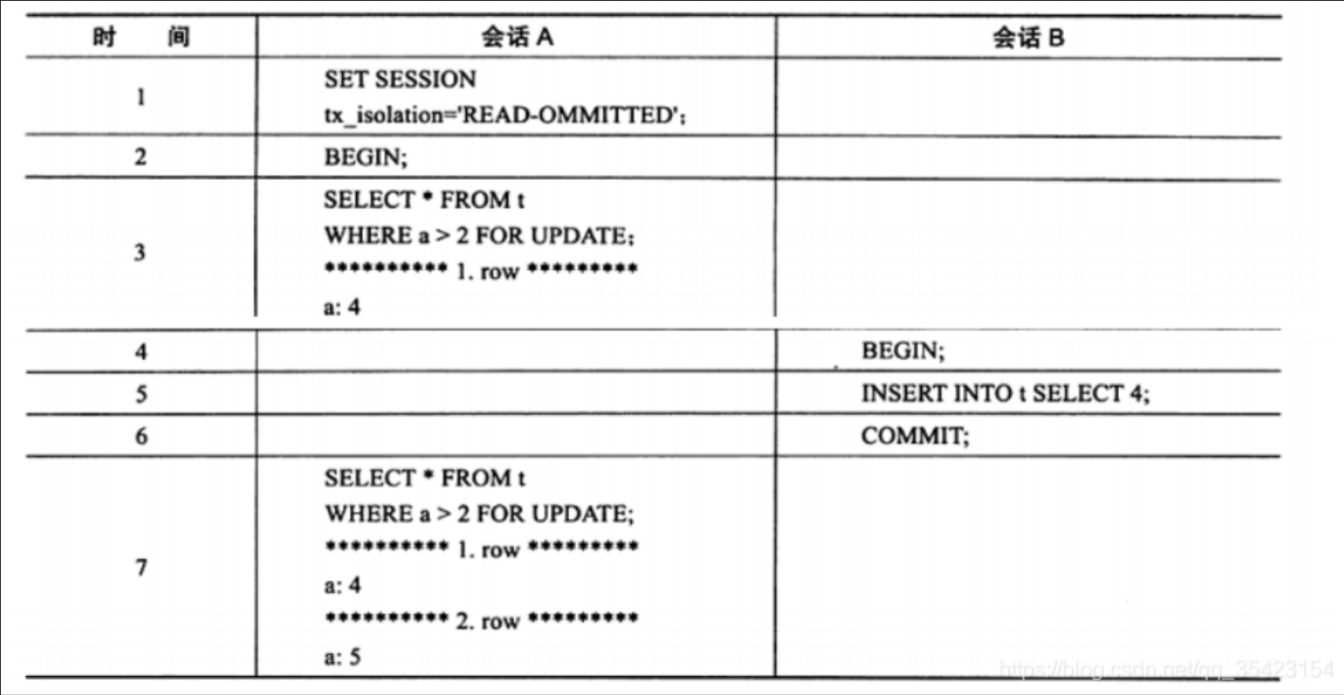 时 间 会话 A 会话 B
1 SET SESSION
tx_isolation='READ-OMMITTED';
2 BEGIN;
3 SELECT * FROM t
WHERE a > 2 FOR UPDATE;
********** 1. row *********
a: 4
4 BEGIN;
5 INSERT INTO t SELECT 4;
6 COMMIT;
7 SELECT * FROM t
WHERE a > 2 FOR UPDATE;
********** 1. row *********
a: 4
********** 2. row *********
a: 5
https://blog.csdn.net/qq_35423154